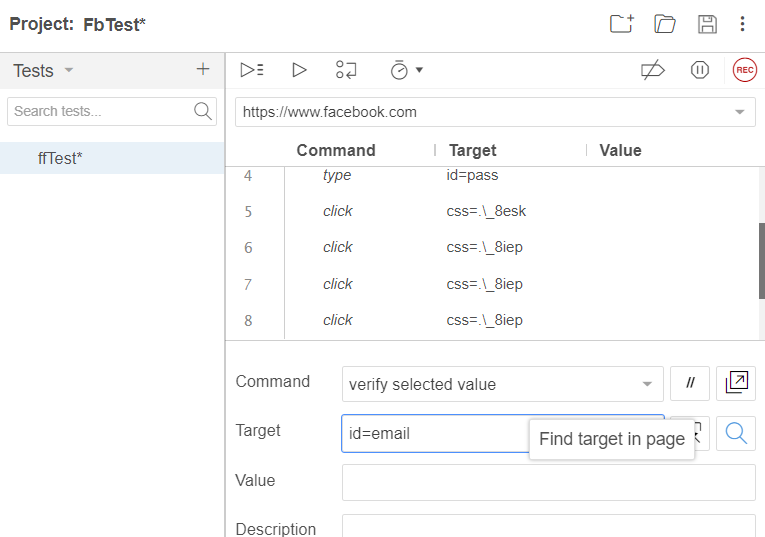 Project: FbTest*
Tests
+
REC
Search tests...
https://www.facebook.com
ffTest*
Command Target Value
4 type id=pass
5 click css=.\_8esk
6 click css=.\_8iep
7 click css=.\_8iep
8 click css=.\_8iep
Command verify selected value //
Target id=email
Find target in page
Value
Description